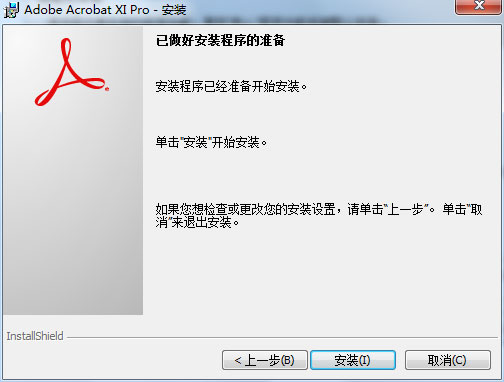 Adobe Acrobat XI Pro - 安装
已做好安装程序的准备
安装程序已经准备开始安装。
单击"安装"开始安装。
如果您想检查或更改您的安装设置，请单击“上一步”。 单击“取
消”来退出安装。
InstallShield
< 上一步(B)
安装(I)
取消(C)